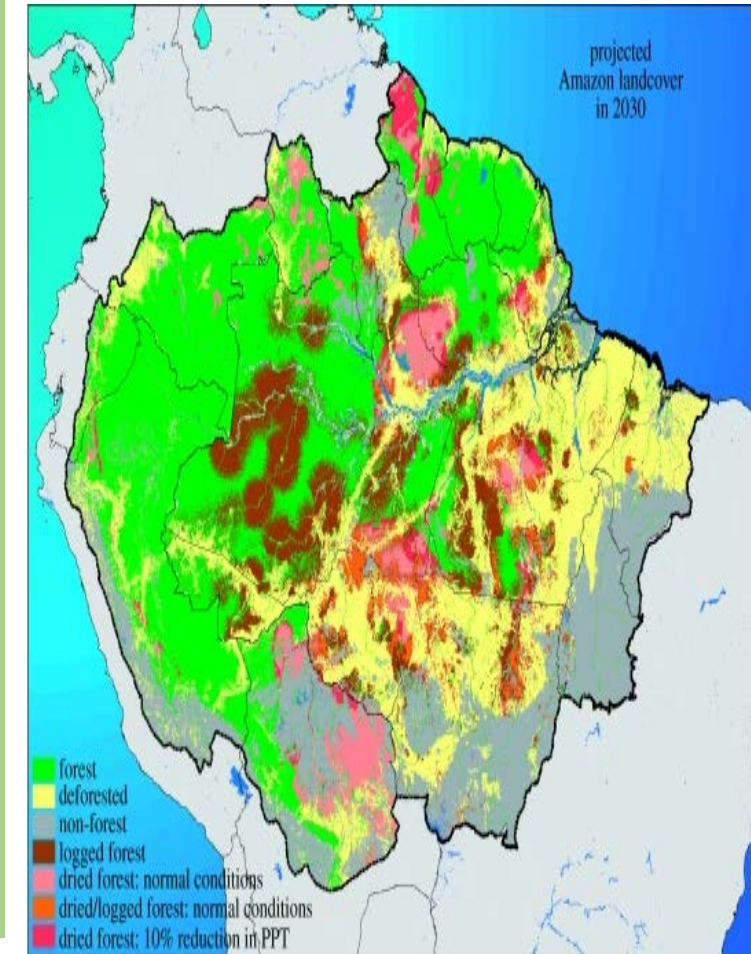 projected
Amazon landcover
in 2030
forest
deforested
non-forest
logged forest
dried forest: normal conditions
dried/logged forest: normal conditions
dried forest: 10% reduction in PPT